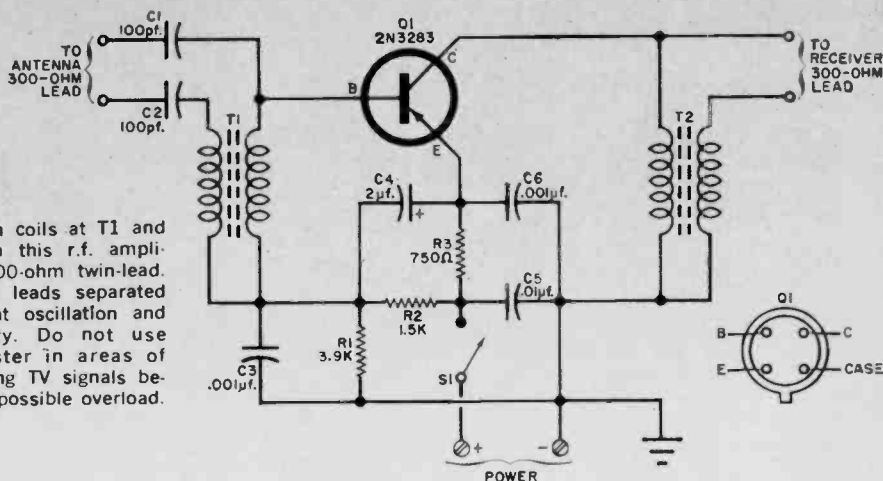 C1
100pf.
TO
ANTENNA
300-OHM
LEAD
C2
100pf.
T1
Q1
2N3283
B
C
E
TO
RECEIVER
300-OHM
LEAD
T2
C4
2µf.
+
C6
.001µf.
R3
750Ω
C5
.01µf.
R2
1.5K
R1
3.9K
C3
.001µf.
S1
+
-
POWER
Q1
B
C
E
CASE
coils at T1 and
this r.f. ampli-
00-ohm twin-lead.
leads separated
oscillation and
Do not use
in areas of
TV signals be-
possible overload.